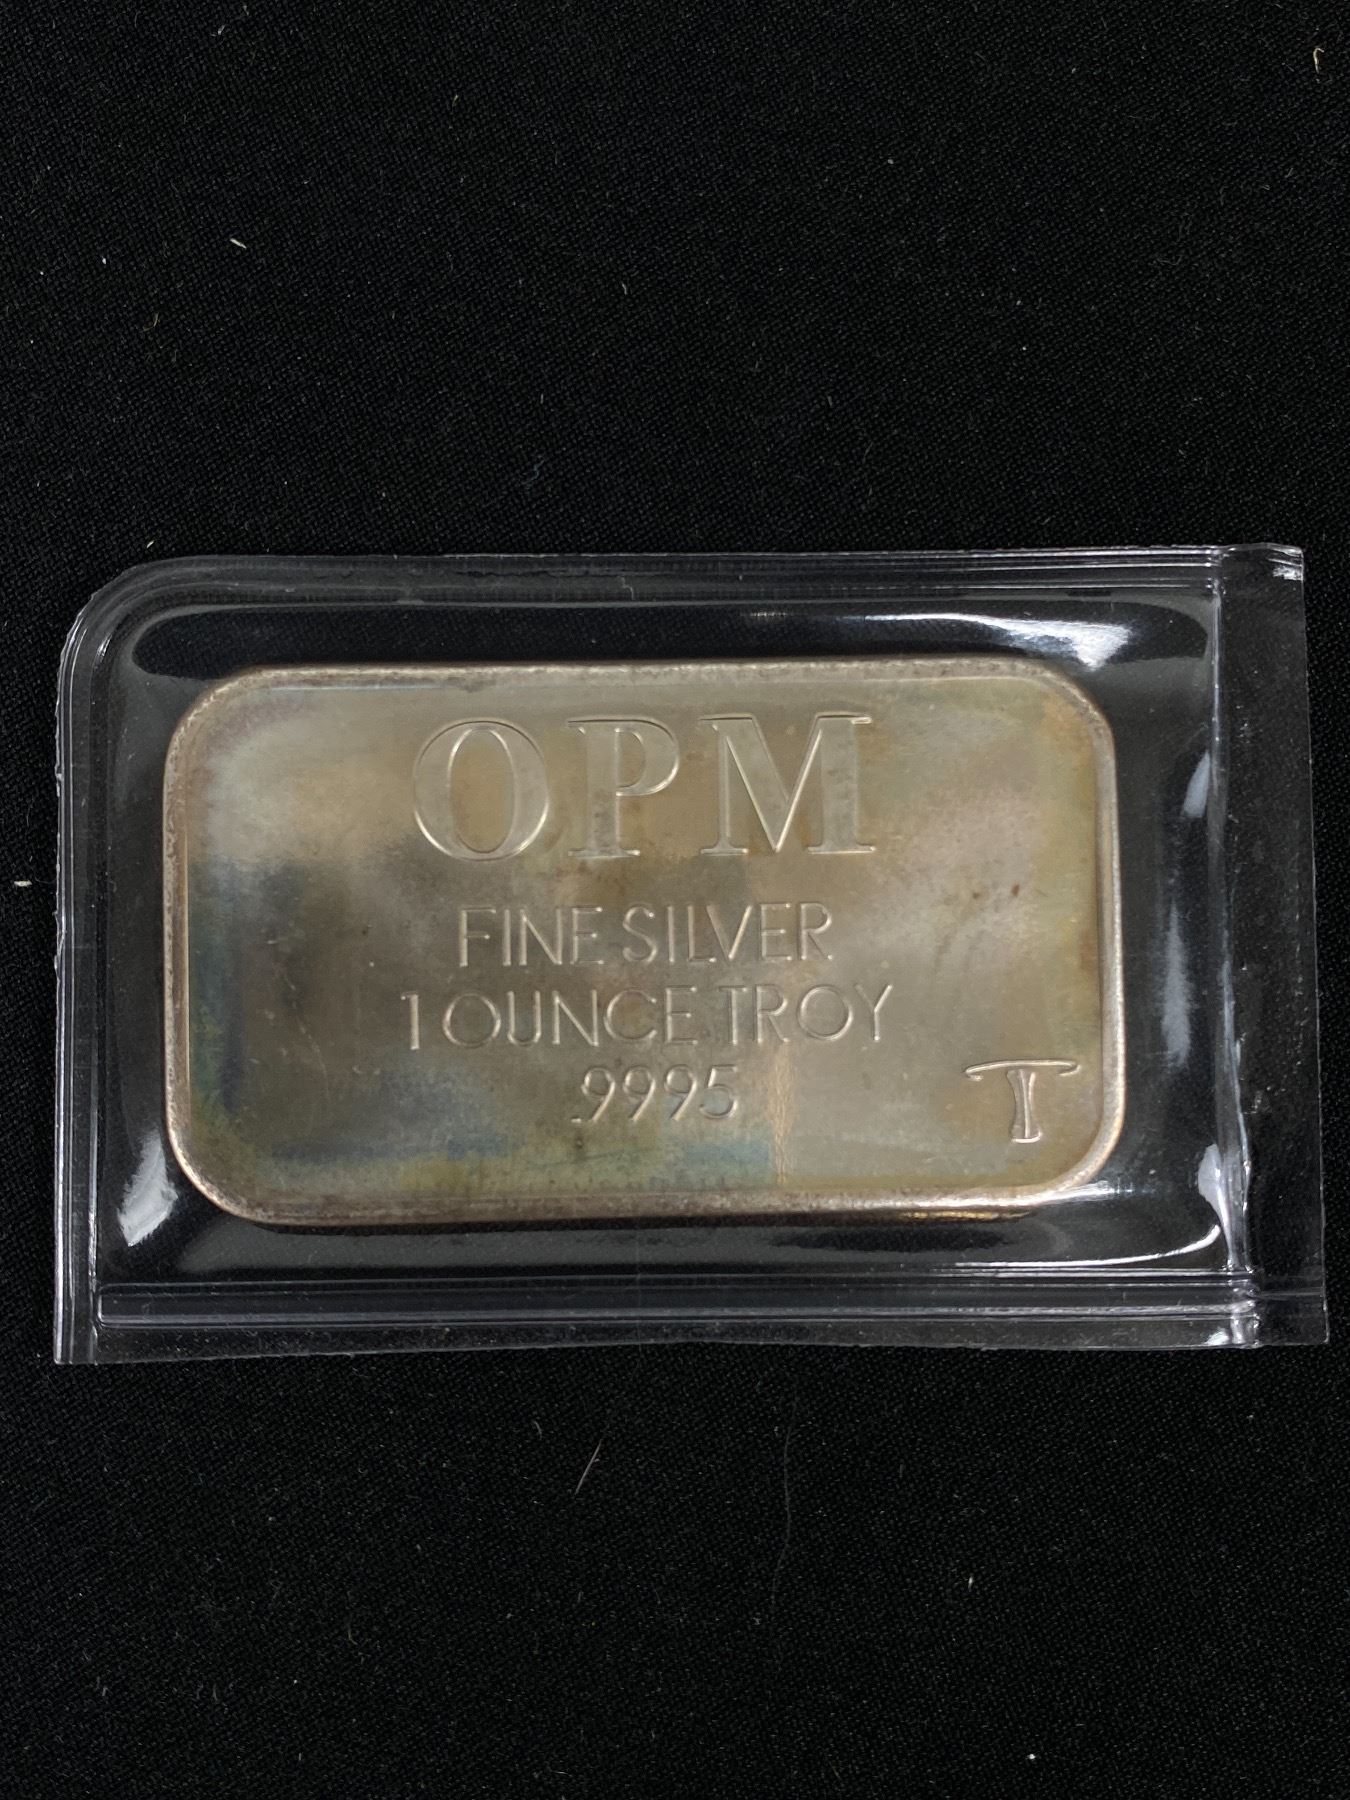 OPM
FINE SILVER
1 OUNCE TROY
.9995
T